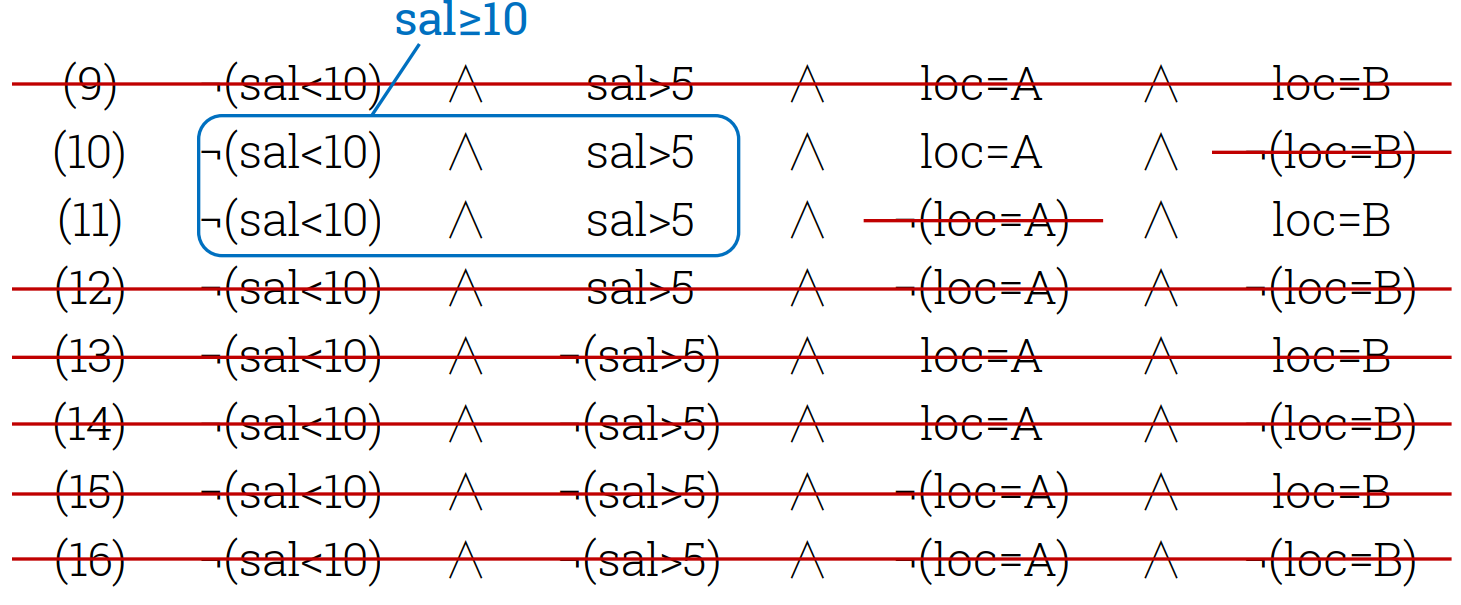 sal≥10
(9) ¬(sal<10) ∧ sal>5 ∧ loc=A ∧ loc=B
(10) ¬(sal<10) ∧ sal>5 ∧ loc=A ∧ ¬(loc=B)
(11) ¬(sal<10) ∧ sal>5 ∧ ¬(loc=A) ∧ loc=B
(12) ¬(sal<10) ∧ sal>5 ∧ ¬(loc=A) ∧ ¬(loc=B)
(13) ¬(sal<10) ∧ ¬(sal>5) ∧ loc=A ∧ loc=B
(14) ¬(sal<10) ∧ ¬(sal>5) ∧ loc=A ∧ ¬(loc=B)
(15) ¬(sal<10) ∧ ¬(sal>5) ∧ ¬(loc=A) ∧ loc=B
(16) ¬(sal<10) ∧ ¬(sal>5) ∧ ¬(loc=A) ∧ ¬(loc=B)